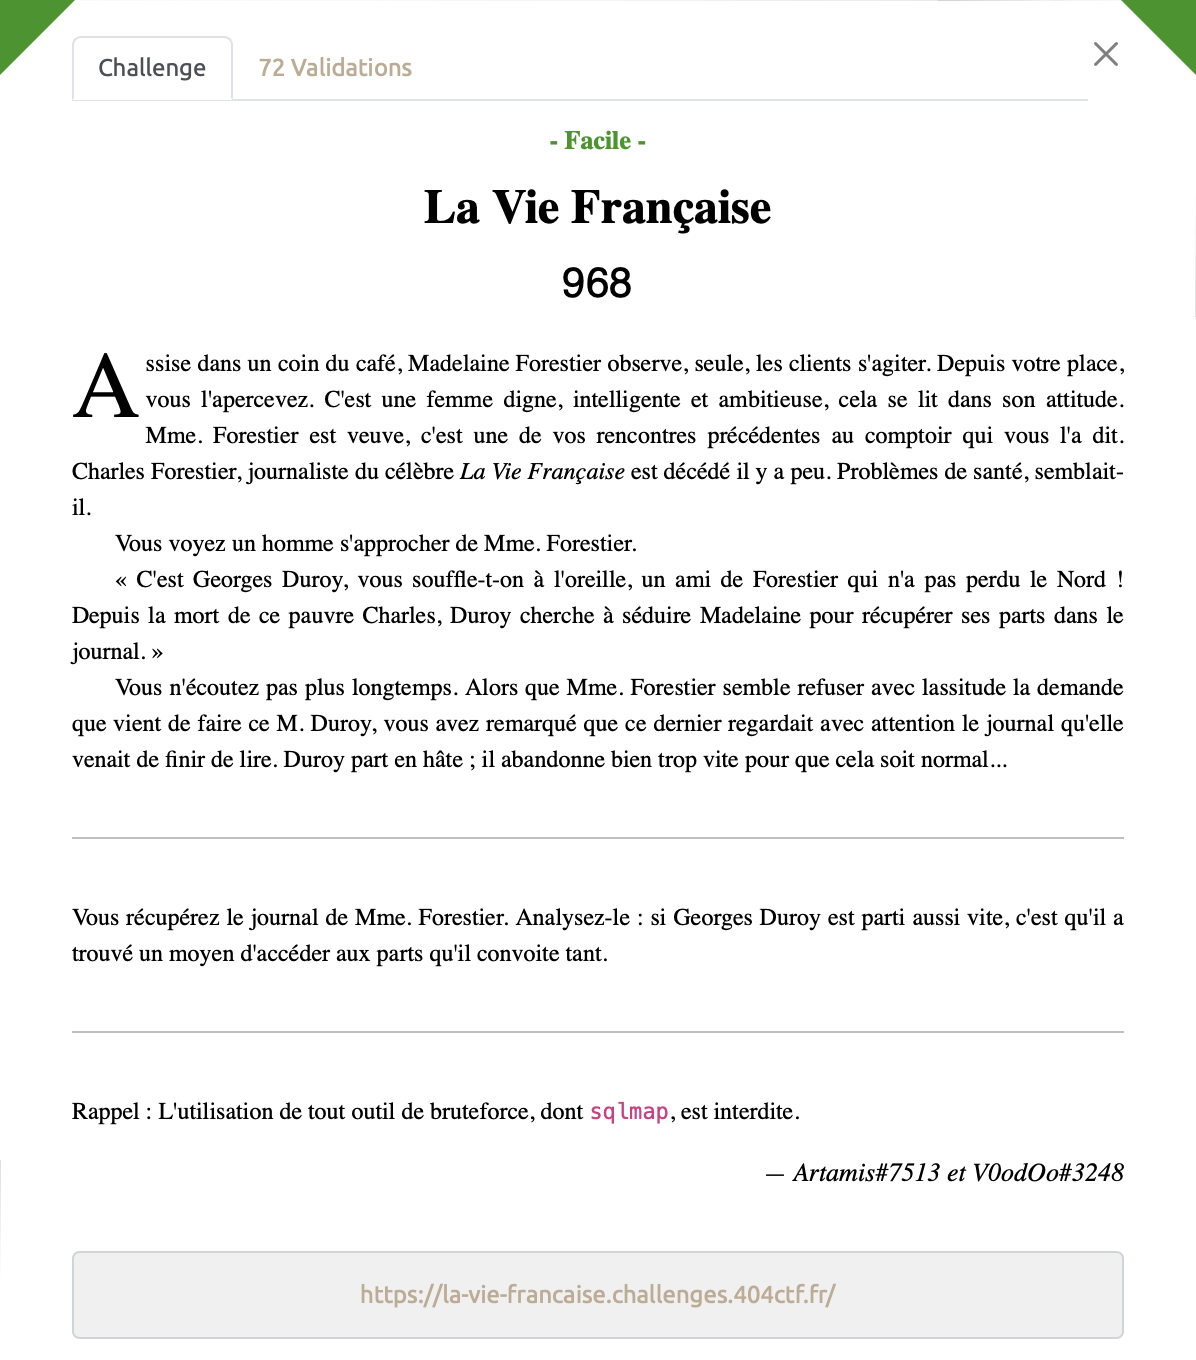 Challenge
72 Validations
- Facile -
La Vie Française
968
Assise dans un coin du café, Madelaine Forestier observe, seule, les clients s'agiter. Depuis votre place,
vous l'apercevez. C'est une femme digne, intelligente et ambitieuse, cela se lit dans son attitude.
Mme. Forestier est veuve, c'est une de vos rencontres précédentes au comptoir qui vous l'a dit.
Charles Forestier, journaliste du célèbre La Vie Française est décédé il y a peu. Problèmes de santé, semblait-
il.
Vous voyez un homme s'approcher de Mme. Forestier.
« C'est Georges Duroy, vous souffle-t-on à l'oreille, un ami de Forestier qui n'a pas perdu le Nord !
Depuis la mort de ce pauvre Charles, Duroy cherche à séduire Madelaine pour récupérer ses parts dans le
journal. »
Vous n'écoutez pas plus longtemps. Alors que Mme. Forestier semble refuser avec lassitude la demande
que vient de faire ce M. Duroy, vous avez remarqué que ce dernier regardait avec attention le journal qu'elle
venait de finir de lire. Duroy part en hâte ; il abandonne bien trop vite pour que cela soit normal...
Vous récupérez le journal de Mme. Forestier. Analysez-le : si Georges Duroy est parti aussi vite, c'est qu'il a
trouvé un moyen d'accéder aux parts qu'il convoite tant.
Rappel : L'utilisation de tout outil de bruteforce, dont sqlmap, est interdite.
— Artamis#7513 et V0odOo#3248
https://la-vie-francaise.challenges.404ctf.fr/